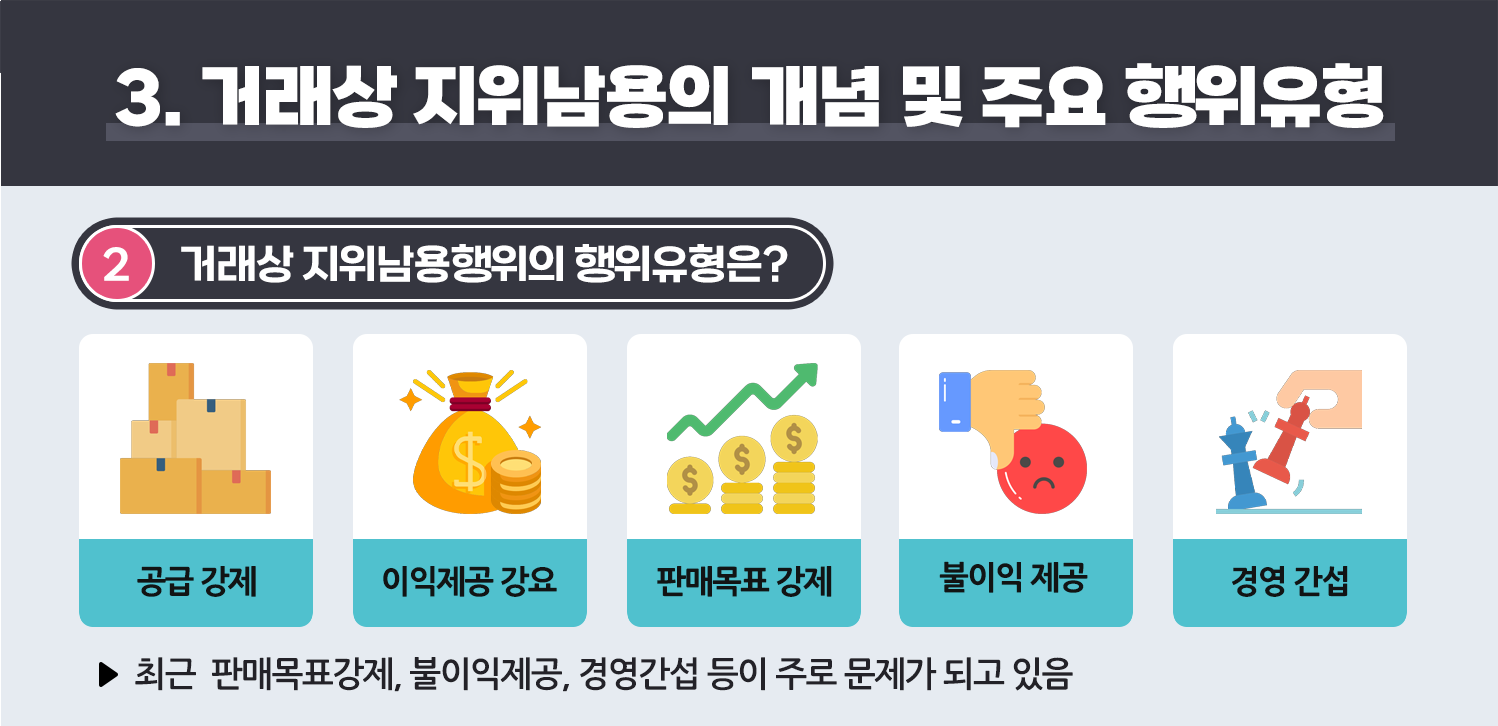 3. 거래상 지위남용의 개념 및 주요 행위유형
2 거래상 지위남용행위의 행위유형은?
$ $ $ $
공급 강제 이익제공 강요 판매목표 강제 불이익 제공 경영 간섭
▶ 최근 판매목표강제, 불이익제공, 경영간섭 등이 주로 문제가 되고 있음